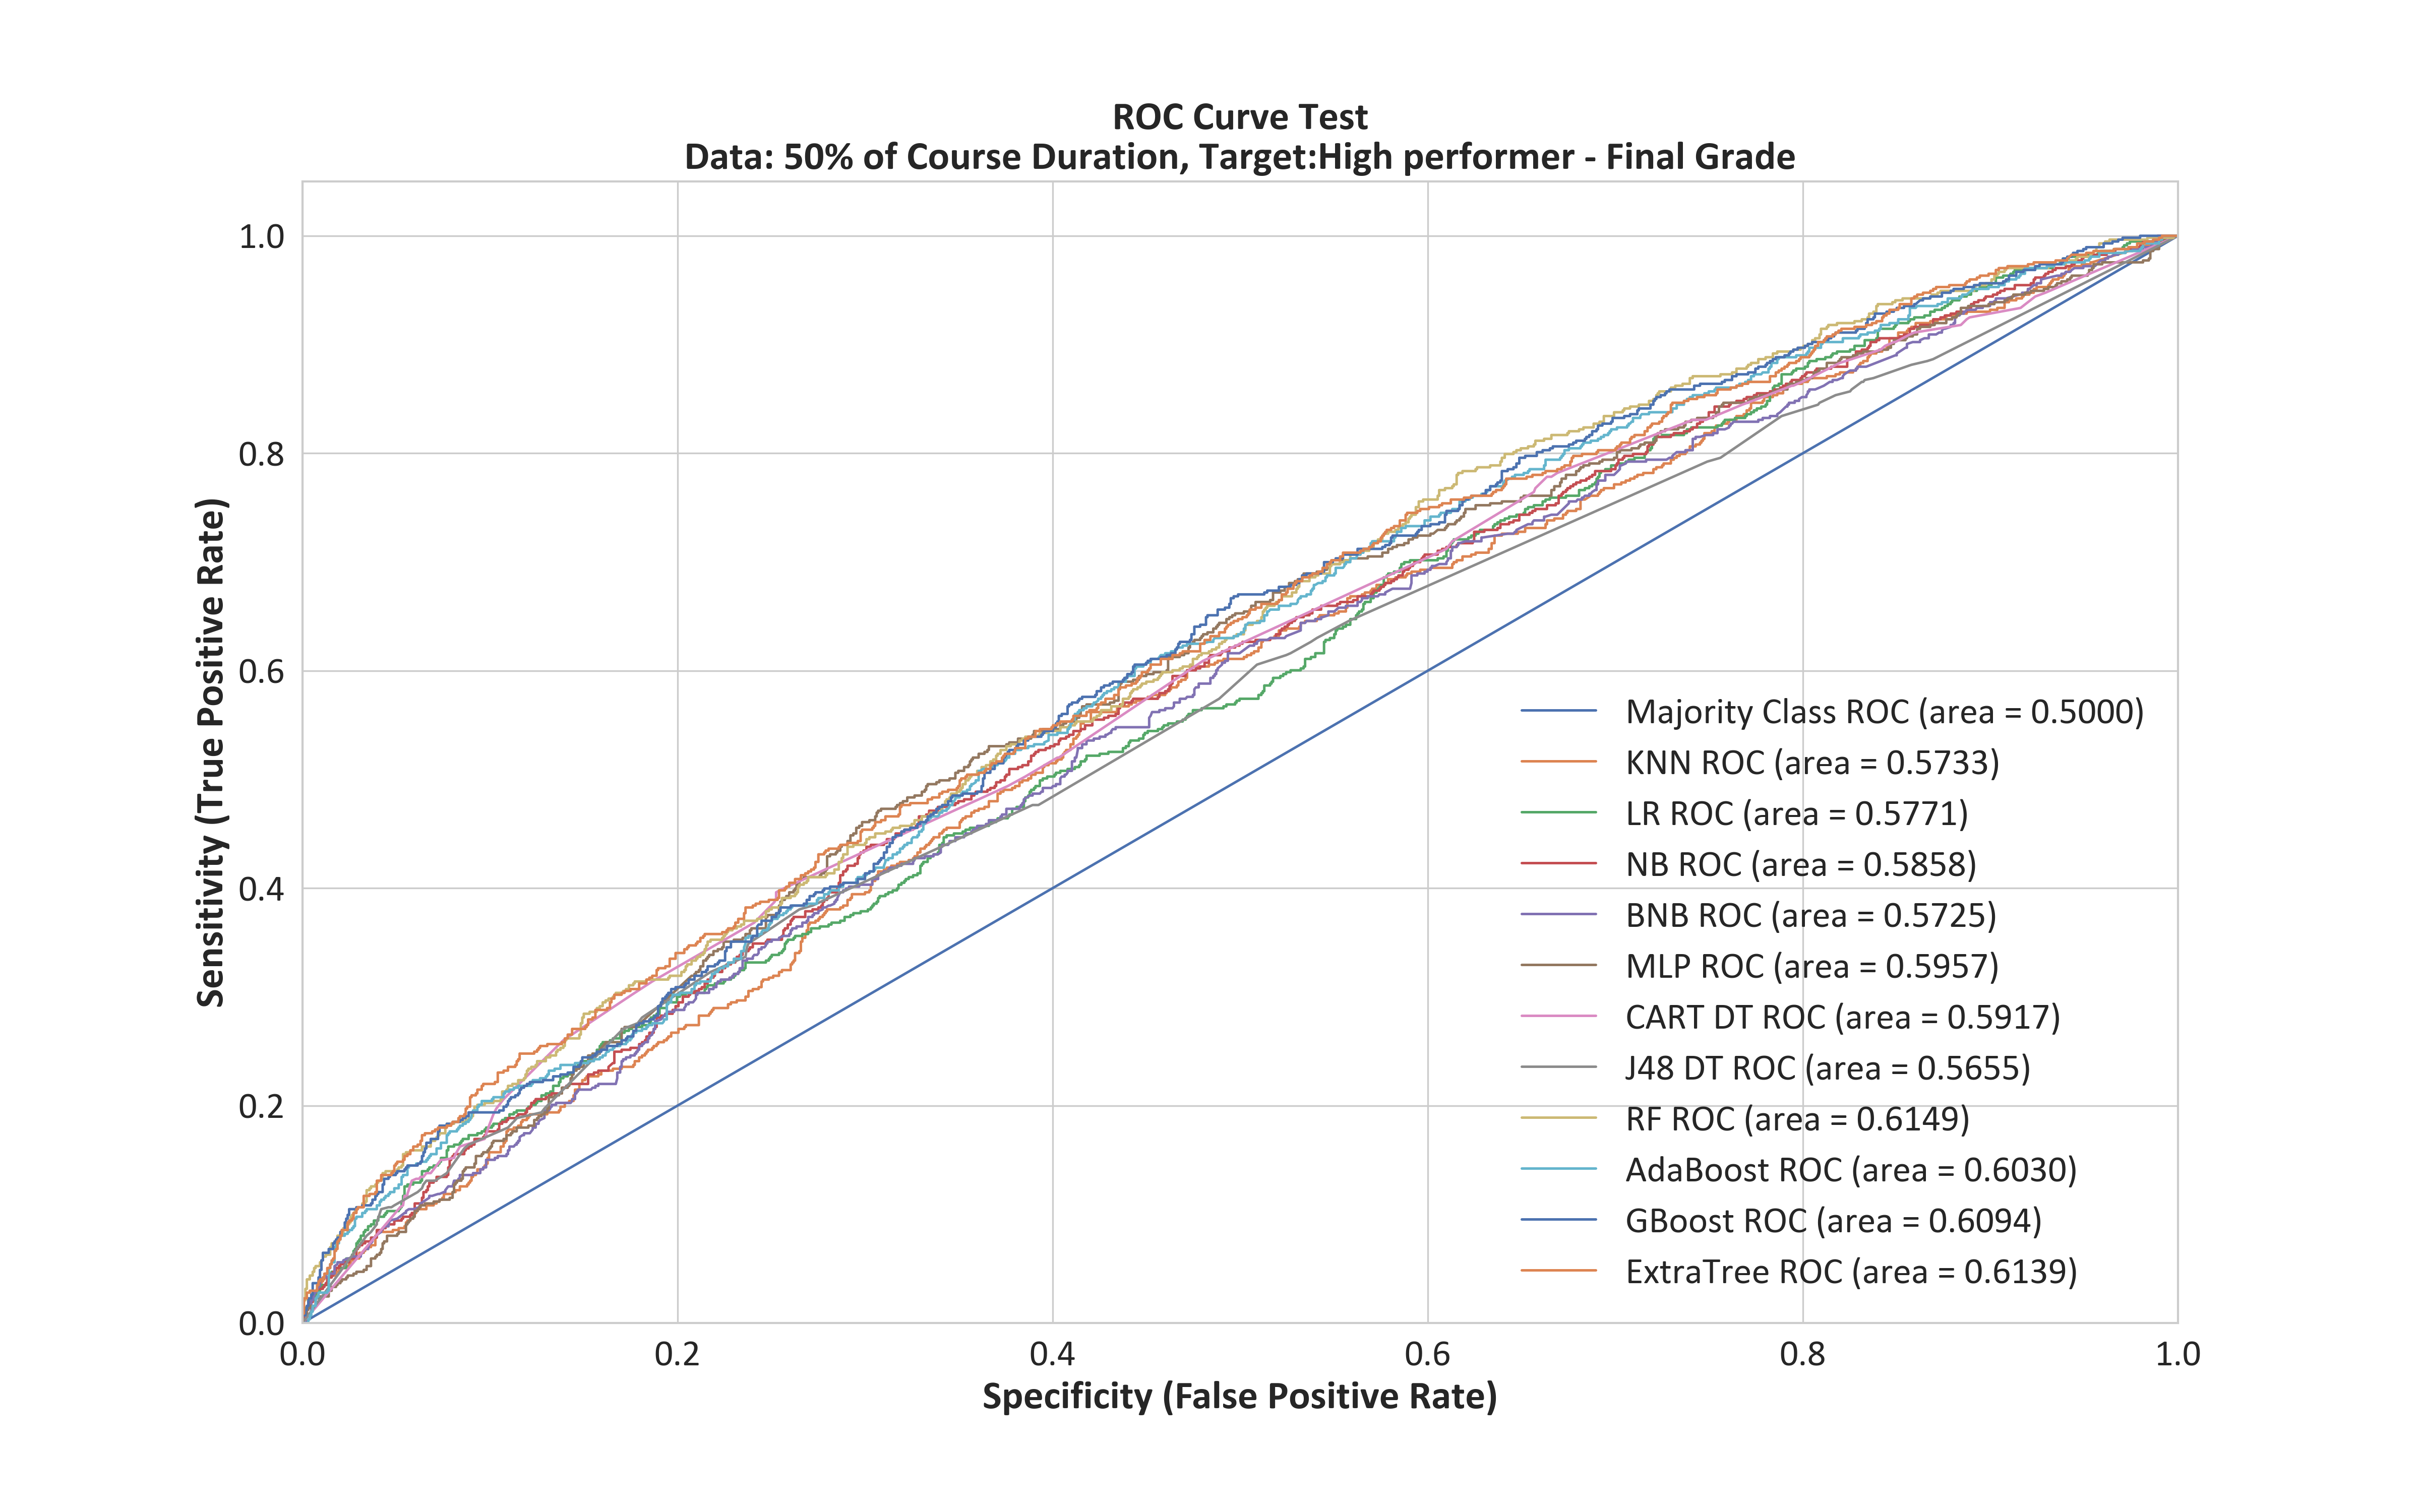 ROC Curve Test
Data: 50% of Course Duration, Target:High performer - Final Grade
Sensitivity (True Positive Rate)
1.0
0.8
0.6
0.4
0.2
0.0
Majority Class ROC (area = 0.5000)
KNN ROC (area = 0.5733)
LR ROC (area = 0.5771)
NB ROC (area = 0.5858)
BNB ROC (area = 0.5725)
MLP ROC (area = 0.5957)
CART DT ROC (area = 0.5917)
J48 DT ROC (area = 0.5655)
RF ROC (area = 0.6149)
AdaBoost ROC (area = 0.6030)
GBoost ROC (area = 0.6094)
ExtraTree ROC (area = 0.6139)
0.0 0.2 0.4 0.6 0.8 1.0
Specificity (False Positive Rate)